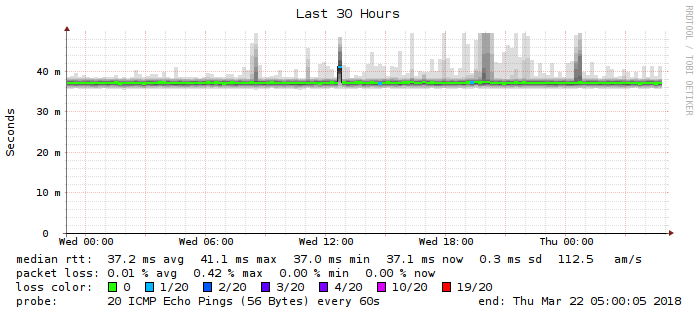 Last 30 Hours
RRDTOOL / TOBI OETIKER
Seconds
40 m
30 m
20 m
10 m
0
Wed 00:00 Wed 06:00 Wed 12:00 Wed 18:00 Thu 00:00
median rtt: 37.2 ms avg 41.1 ms max 37.0 ms min 37.1 ms now 0.3 ms sd 112.5 am/s
packet loss: 0.01 % avg 0.42 % max 0.00 % min 0.00 % now
loss color: 0 1/20 2/20 3/20 4/20 10/20 19/20
probe: 20 ICMP Echo Pings (56 Bytes) every 60s end: Thu Mar 22 05:00:05 2018